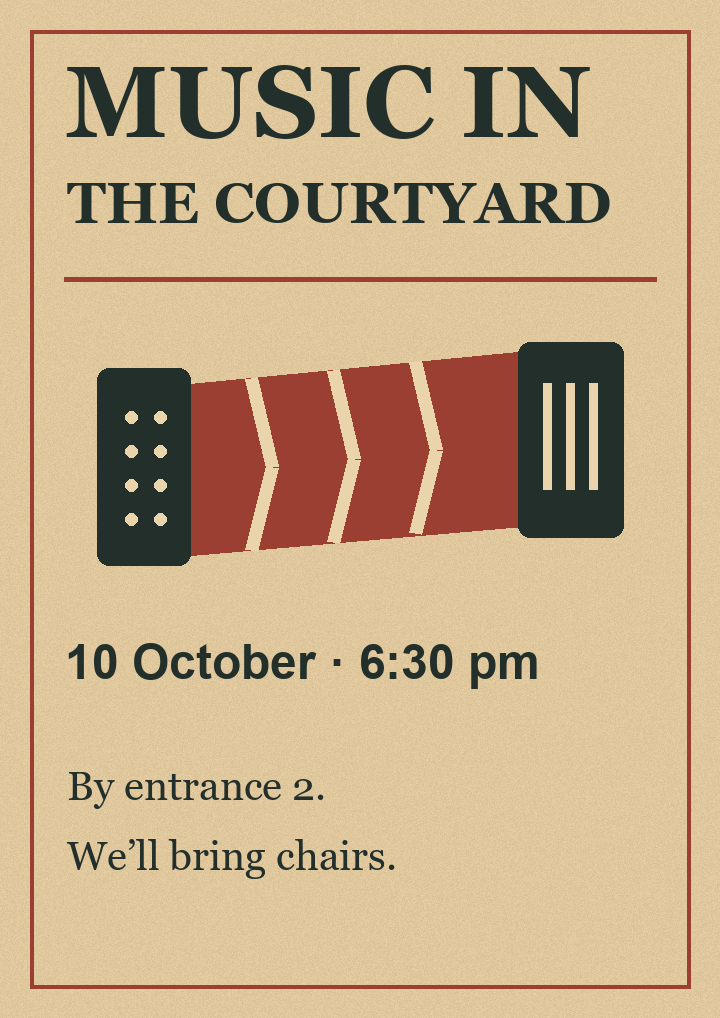 MUSIC IN
THE COURTYARD
10 October · 6:30 pm
By entrance 2.
We’ll bring chairs.